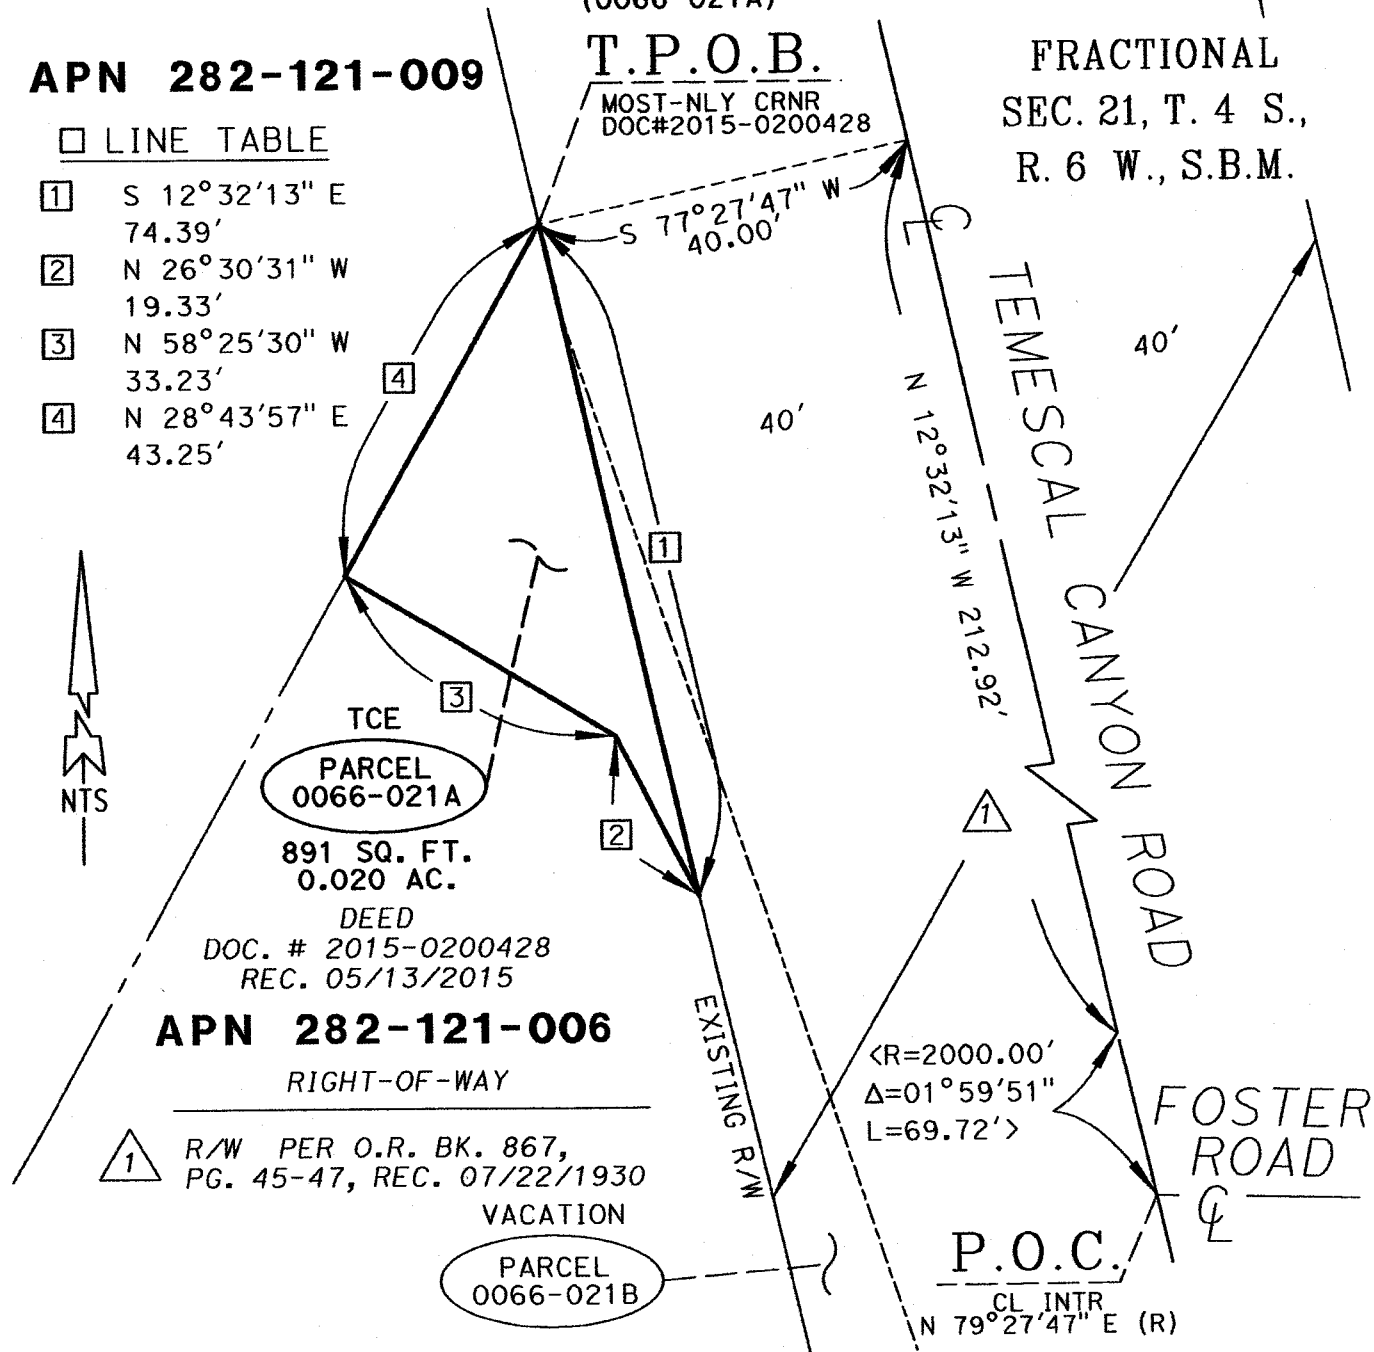 (0066-021A)
T.P.O.B.
MOST-NLY CRNR
DOC#2015-0200428
FRACTIONAL
SEC. 21, T. 4 S.,
R. 6 W., S.B.M.
APN 282-121-009
□ LINE TABLE
1 S 12°32'13" E
74.39'
2 N 26°30'31" W
19.33'
3 N 58°25'30" W
33.23'
4 N 28°43'57" E
43.25'
S 77°27'47" W
40.00'
CL
TEMESCAL CANYON ROAD
40'
40'
N 12°32'13" W 212.92'
4
1
3
2
NTS
TCE
PARCEL
0066-021A
891 SQ. FT.
0.020 AC.
DEED
DOC. # 2015-0200428
REC. 05/13/2015
APN 282-121-006
RIGHT-OF-WAY
1 R/W PER O.R. BK. 867,
PG. 45-47, REC. 07/22/1930
VACATION
PARCEL
0066-021B
EXISTING R/W
1
<R=2000.00'
Δ=01°59'51"
L=69.72'>
FOSTER
ROAD
CL
P.O.C.
CL INTR
N 79°27'47" E (R)